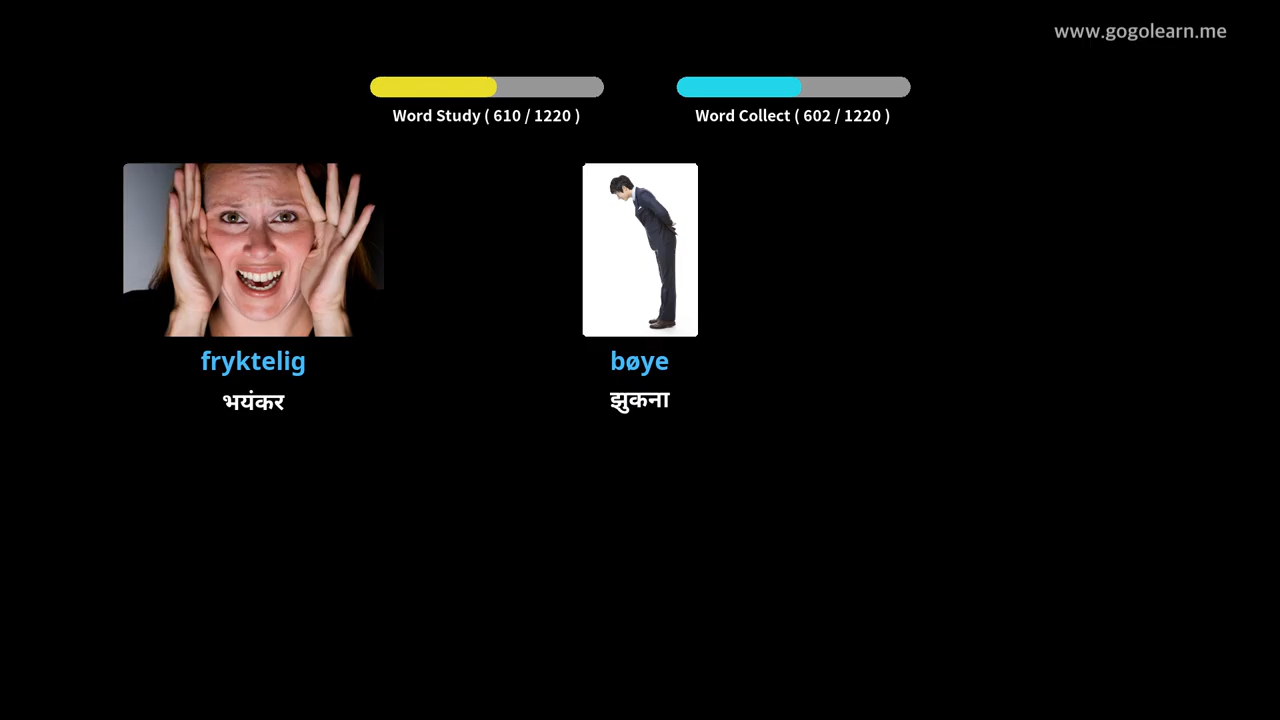 www.gogolearn.me
Word Study ( 610 / 1220 )
Word Collect ( 602 / 1220 )
fryktelig
भयंकर
bøye
झुकना